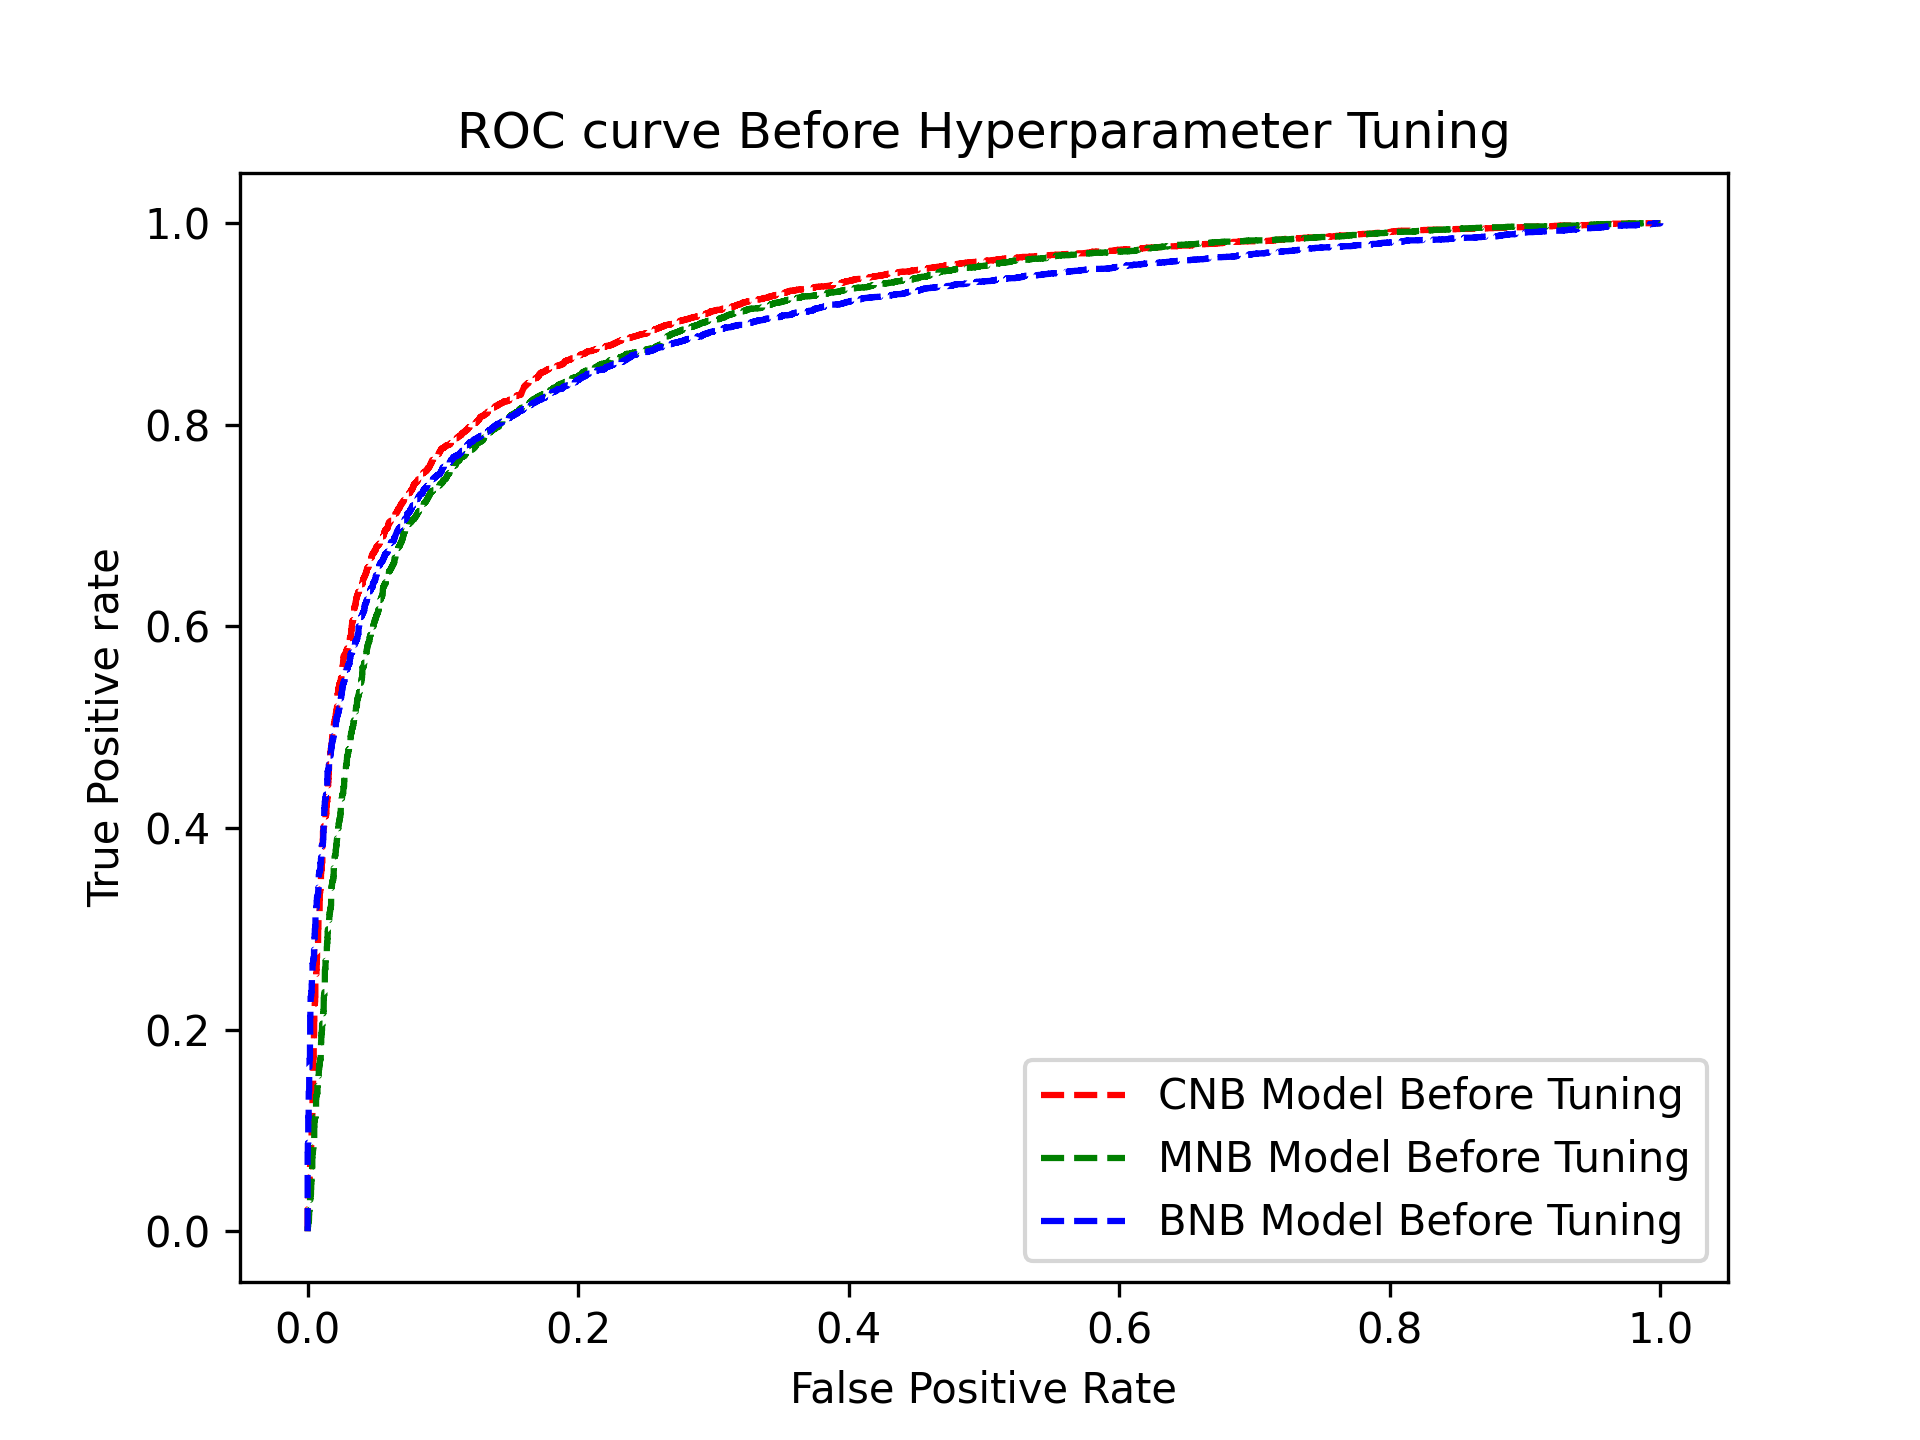 ROC curve Before Hyperparameter Tuning
True Positive rate
1.0
0.8
0.6
0.4
0.2
0.0
CNB Model Before Tuning
MNB Model Before Tuning
BNB Model Before Tuning
0.0 0.2 0.4 0.6 0.8 1.0
False Positive Rate